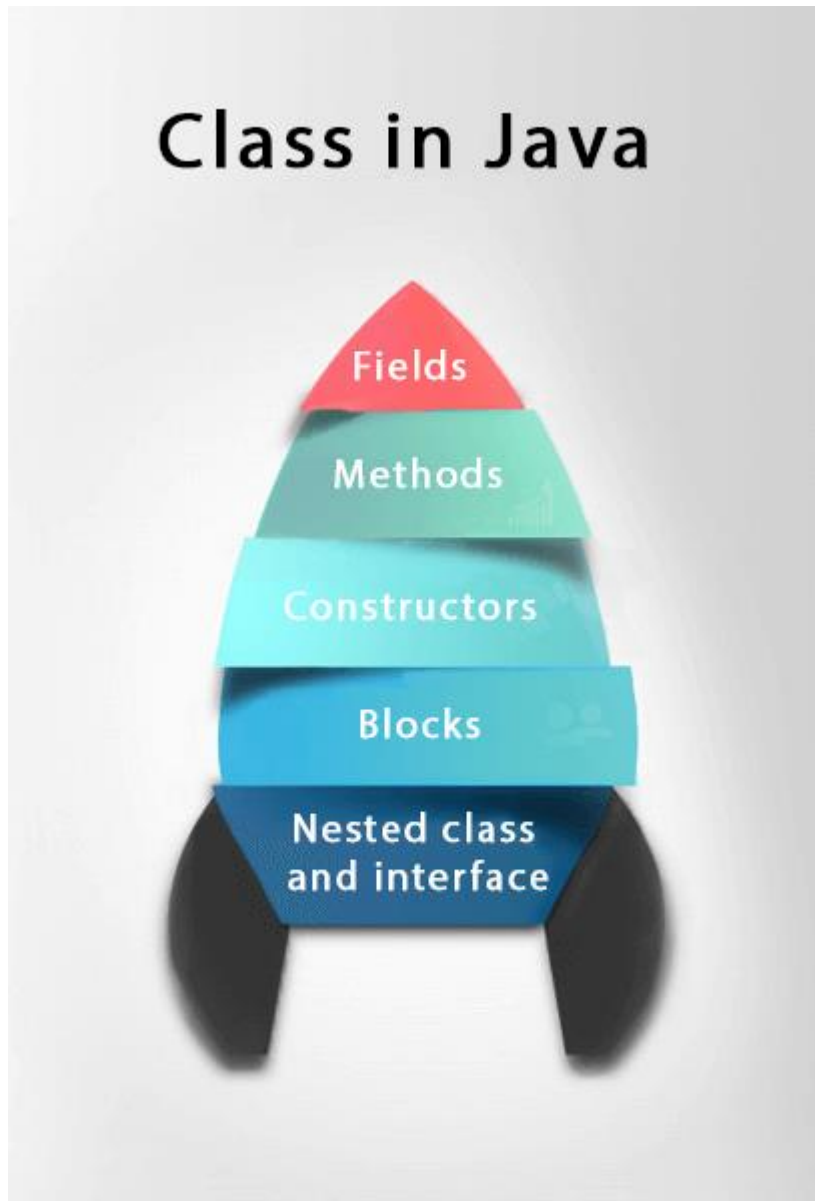 Class in Java
Fields
Methods
Constructors
Blocks
Nested class
and interface